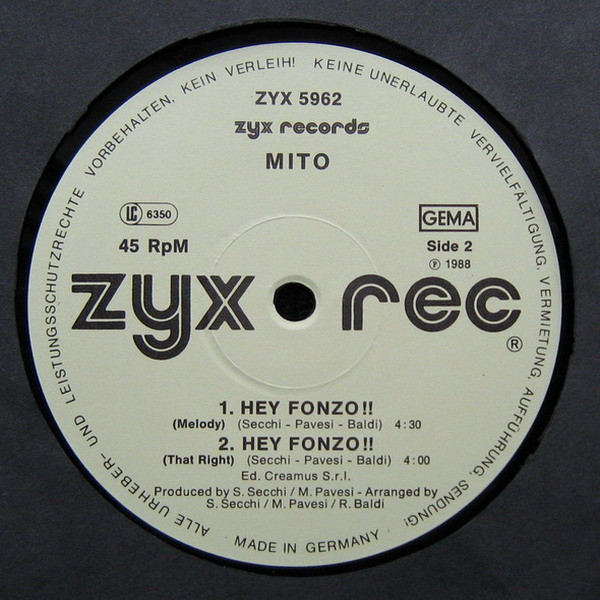 ALLE URHEBER- UND LEISTUNGSSCHUTZRECHTE VORBEHALTEN. KEIN VERLEIH! KEINE UNERLAUBTE VERVIELFÄLTIGUNG, VERMIETUNG, AUFFÜHRUNG, SENDUNG!
ZYX 5962
zyx records
MITO
LC 6350
GEMA
45 RpM
Side 2
℗ 1988
zyx rec
®
1. HEY FONZO!!
(Melody) (Secchi - Pavesi - Baldi) 4:30
2. HEY FONZO!!
(That Right) (Secchi - Pavesi - Baldi) 4:00
Ed. Creamus S.r.l.
Produced by S. Secchi / M. Pavesi - Arranged by
S. Secchi / M. Pavesi / R. Baldi
MADE IN GERMANY